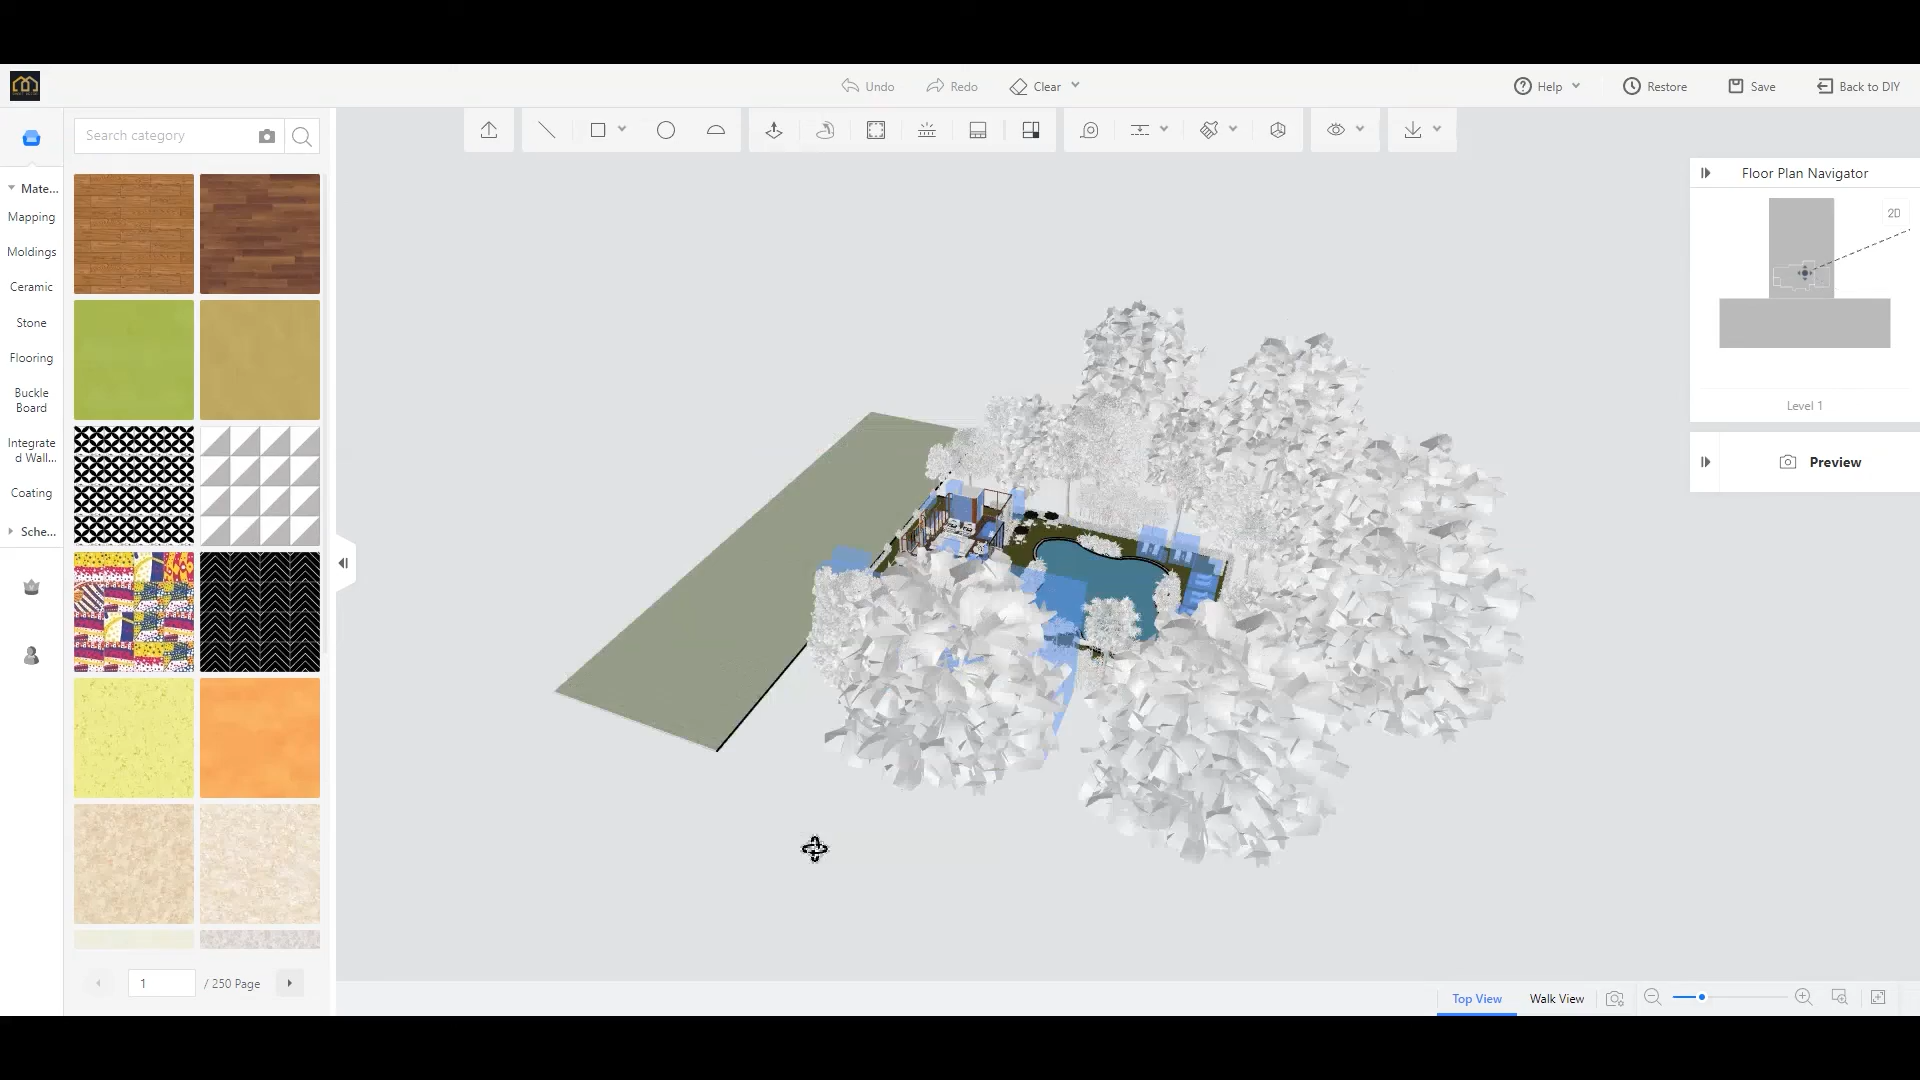 Undo
Redo
Clear
Help
Restore
Save
Back to DIY
Search category
Mate...
Mapping
Moldings
Ceramic
Stone
Flooring
Buckle
Board
Integrate
d Wall...
Coating
Sche...
Floor Plan Navigator
2D
Level 1
Preview
1
/ 250 Page
Top View
Walk View